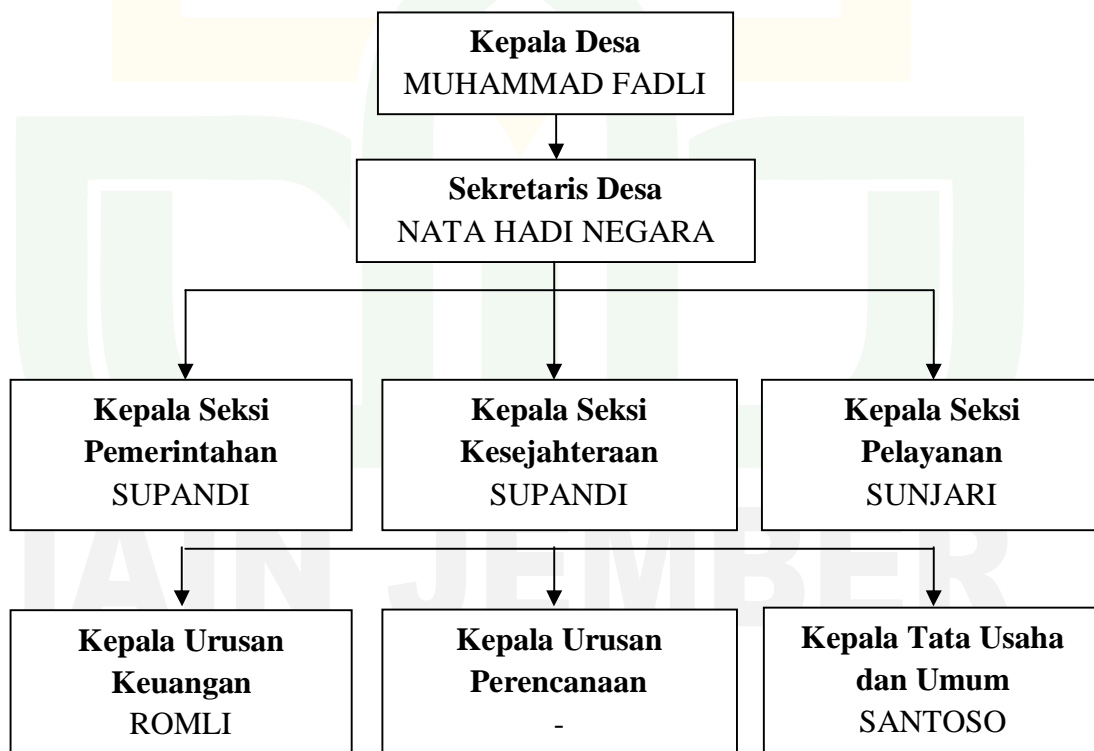 Kepala Desa
MUHAMMAD FADLI
Sekretaris Desa
NATA HADI NEGARA
Kepala Seksi
Pemerintahan
SUPANDI
Kepala Seksi
Kesejahteraan
SUPANDI
Kepala Seksi
Pelayanan
SUNJARI
IAIN JEMBER
Kepala Urusan
Keuangan
ROMLI
Kepala Urusan
Perencanaan
-
Kepala Tata Usaha
dan Umum
SANTOSO